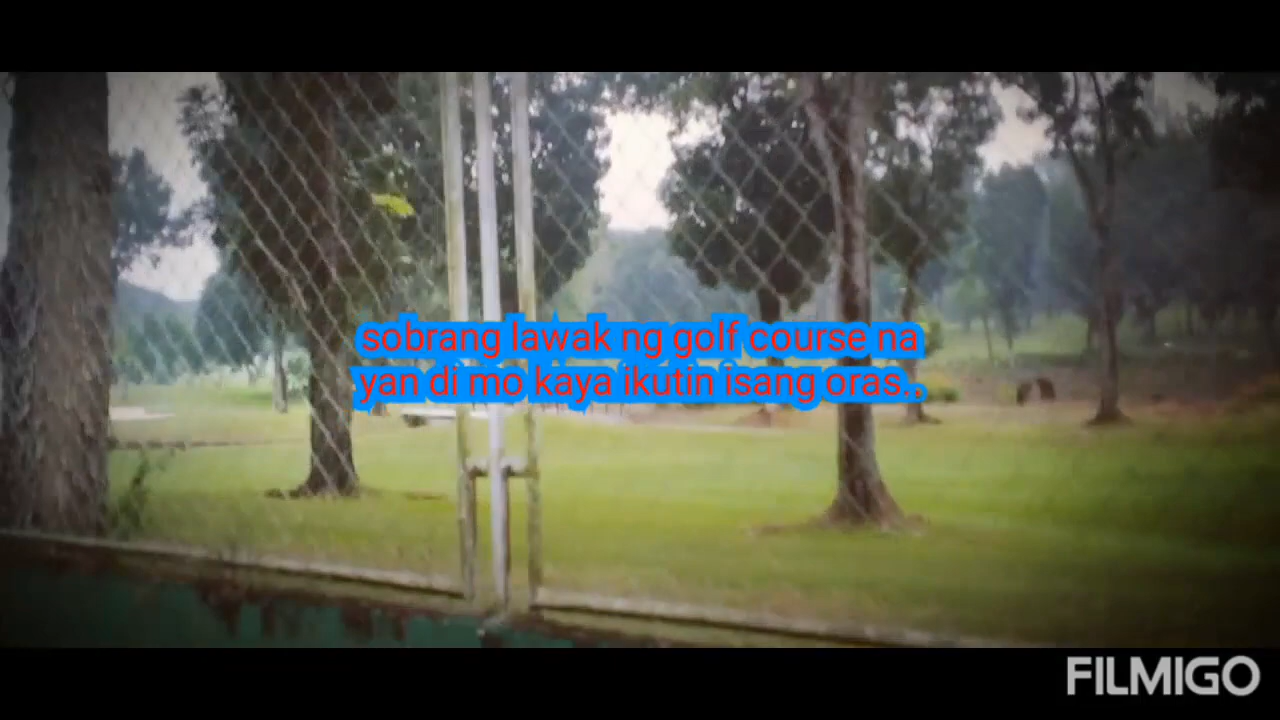 sobrang lawak ng golf course na
yan di mo kaya ikutin isang oras..
FILMIGO